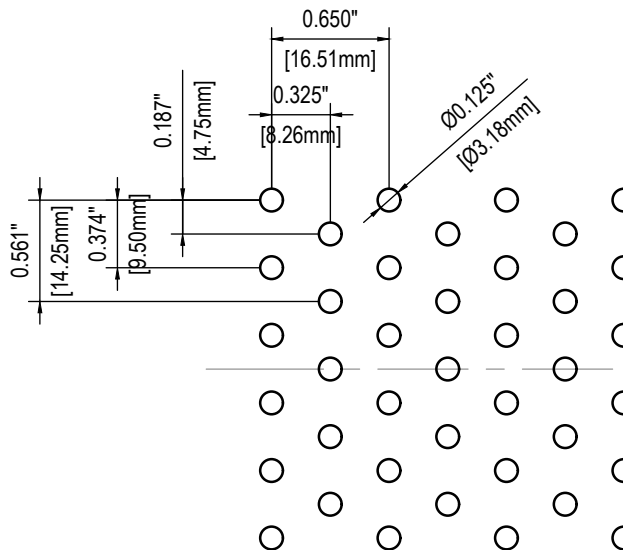 0.650"
[16.51mm]
0.325"
[8.26mm]
0.187"
[4.75mm]
Ø0.125"
[Ø3.18mm]
0.561"
[14.25mm]
0.374"
[9.50mm]